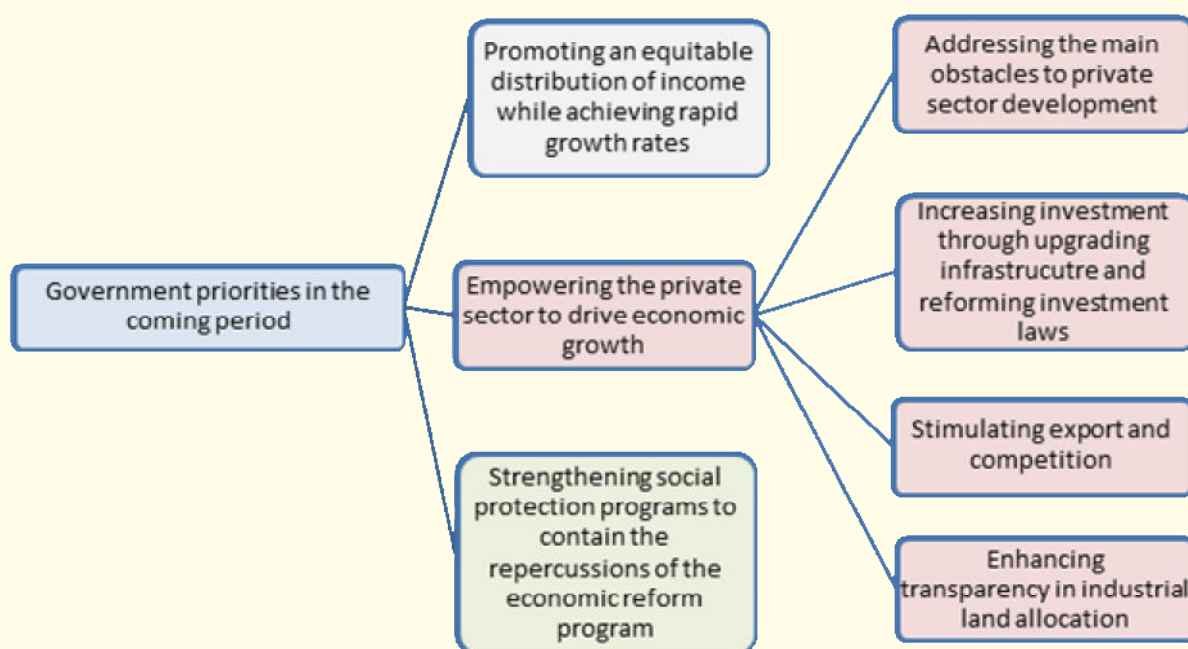 Government priorities in the
coming period
Promoting an equitable
distribution of income
while achieving rapid
growth rates
Empowering the private
sector to drive economic
growth
Strengthening social
protection programs to
contain the
repercussions of the
economic reform
program
Addressing the main
obstacles to private
sector development
Increasing investment
through upgrading
infrastrucutre and
reforming investment
laws
Stimulating export and
competition
Enhancing
transparency in industrial
land allocation